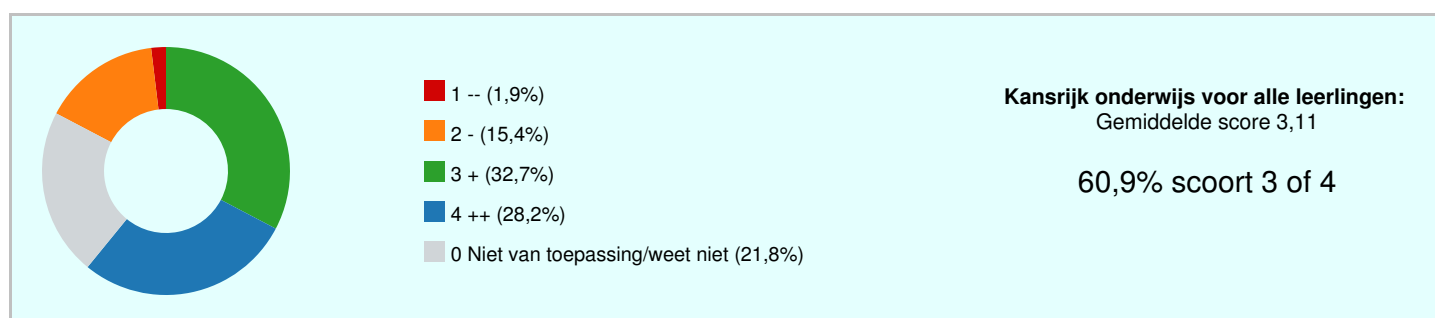 1 -- (1,9%)
2 - (15,4%)
3 + (32,7%)
4 ++ (28,2%)
0 Niet van toepassing/weet niet (21,8%)
Kansrijk onderwijs voor alle leerlingen:
Gemiddelde score 3,11
60,9% scoort 3 of 4